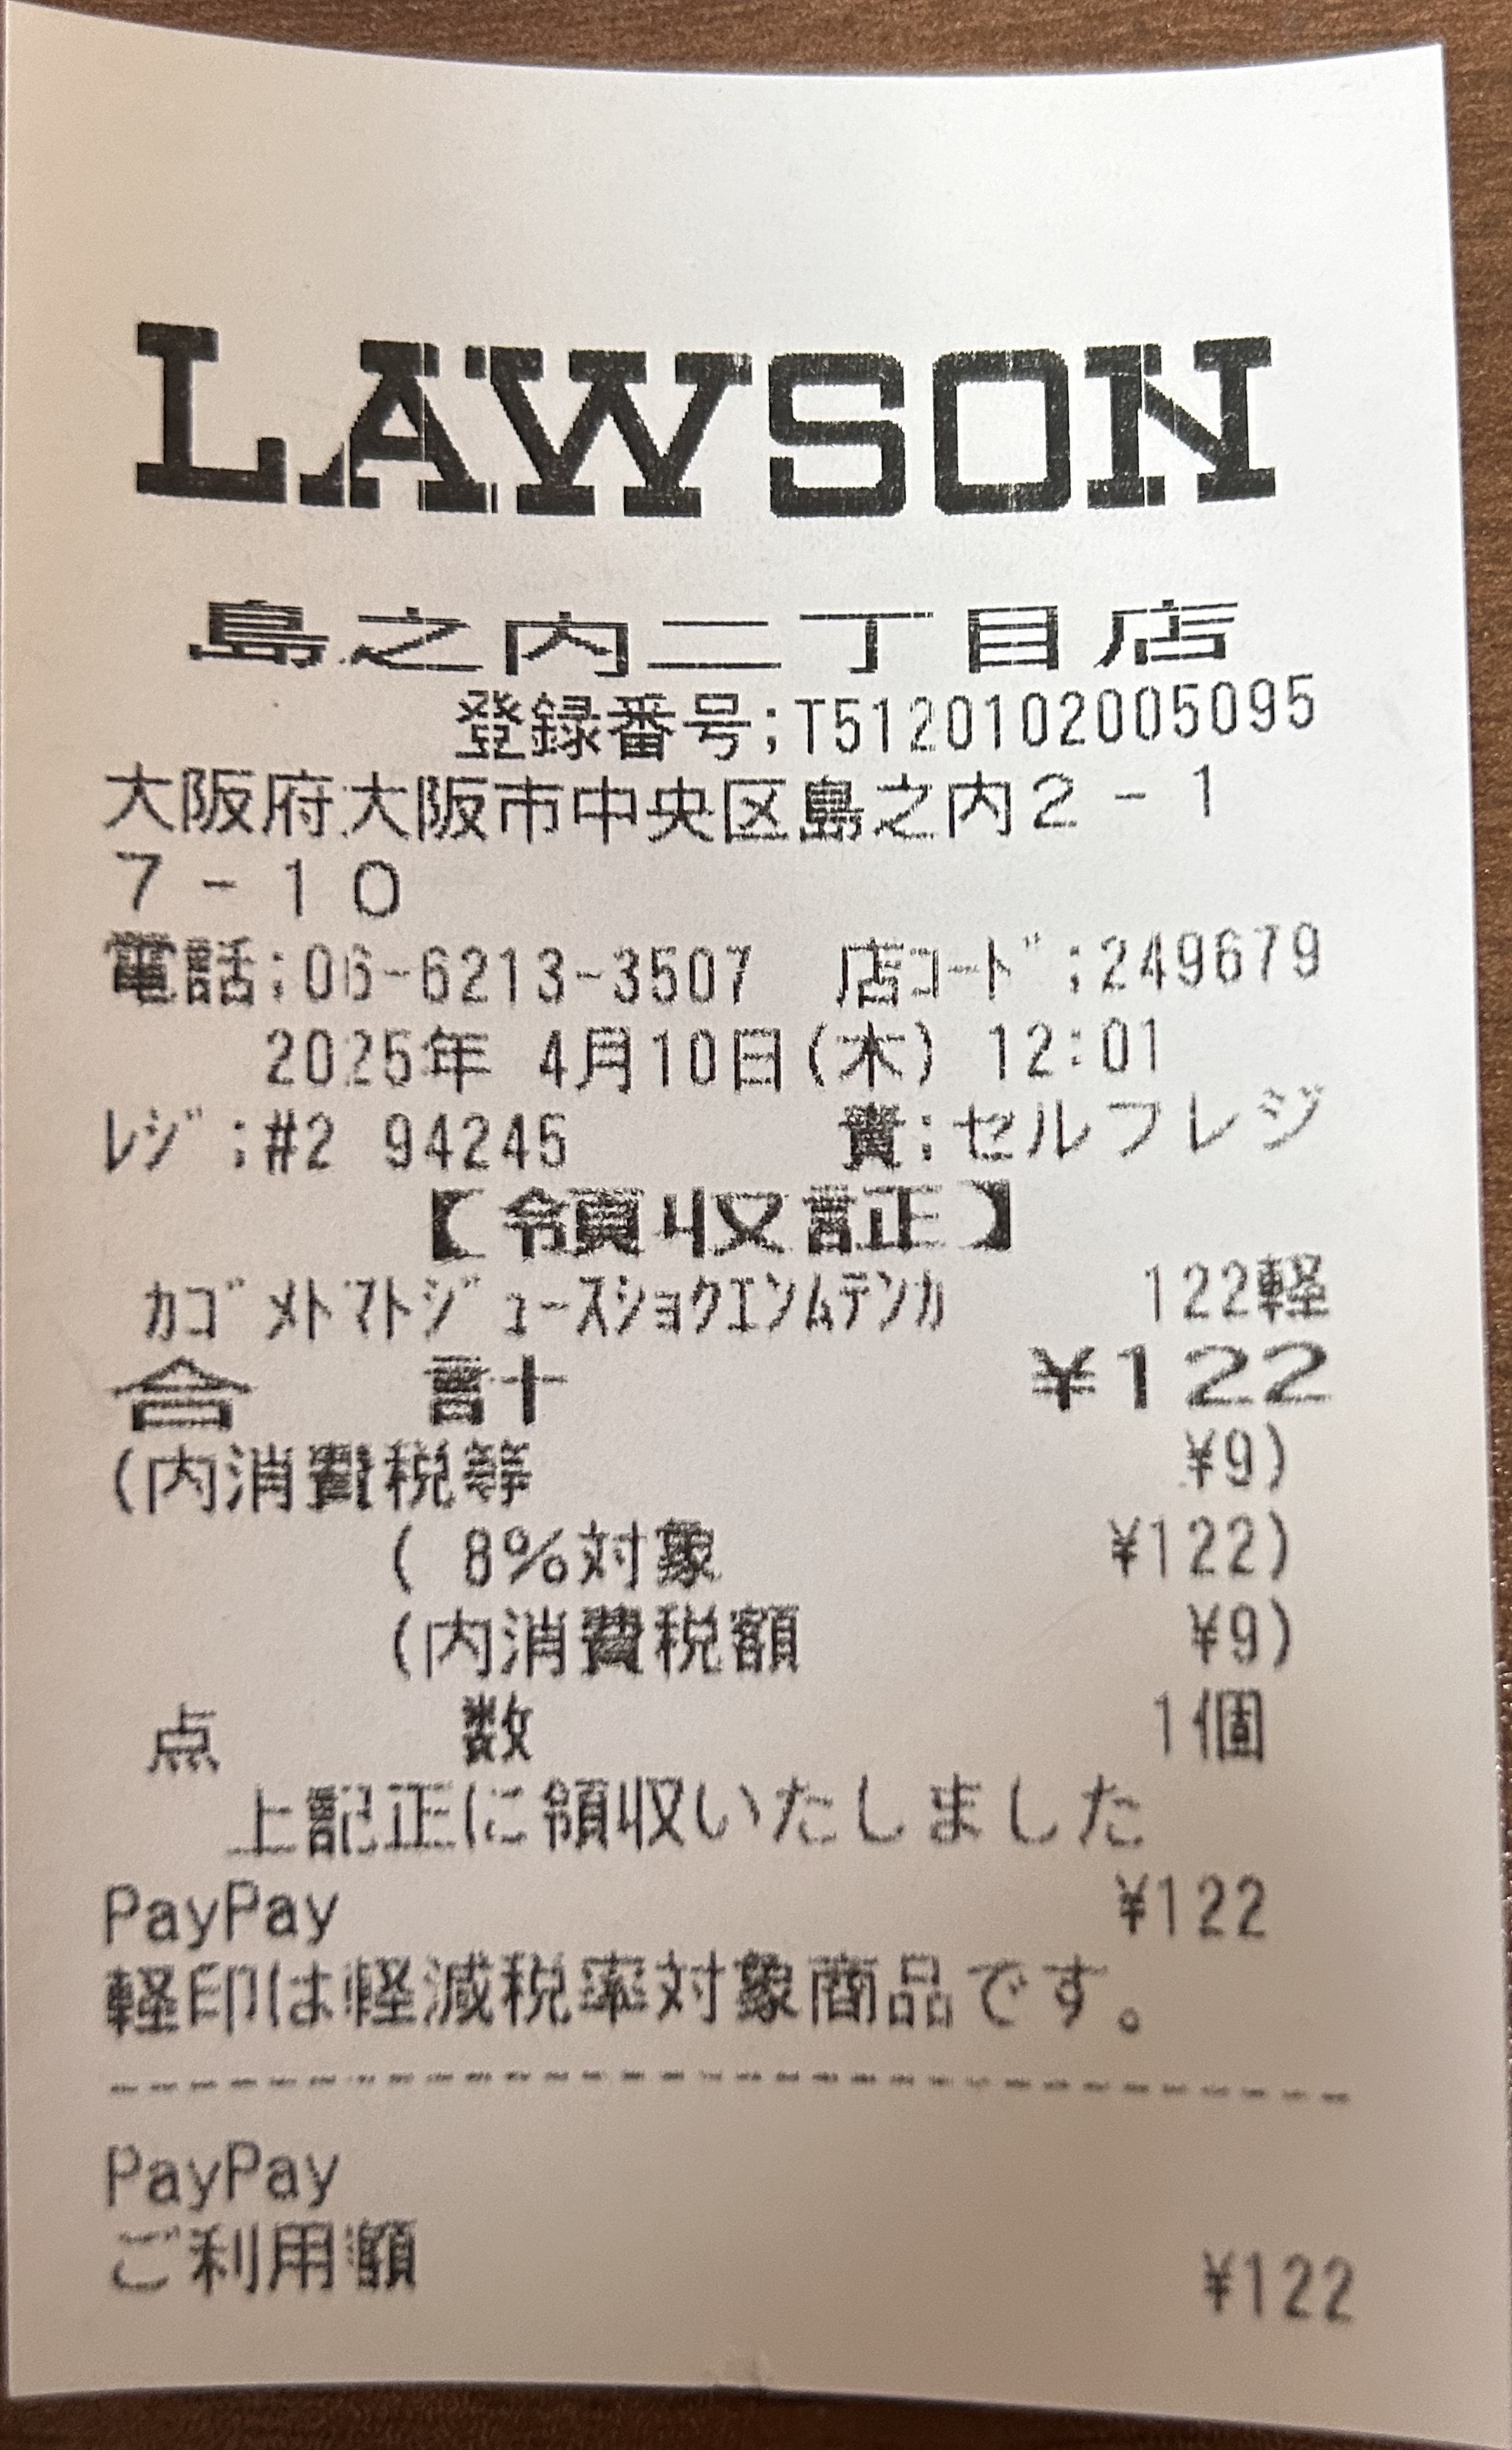 LAWSON
島之内二丁目店
登録番号;T5120102005095
大阪府大阪市中央区島之内2-1
7-10
電話;06-6213-3507 店ｺｰﾄﾞ;249679
2025年 4月10日(木) 12:01
ﾚｼﾞ;#2 94245 責:セルフレジ
【領収証】
ｶｺﾞﾒﾄﾏﾄｼﾞｭｰｽｼｮｸｴﾝﾑﾃﾝｶ 122軽
合 計 ¥122
(内消費税等 ¥9)
( 8%対象 ¥122)
(内消費税額 ¥9)
点 数 1個
上記正に領収いたしました
PayPay ¥122
軽印は軽減税率対象商品です。
--------------------------------
PayPay
ご利用額 ¥122